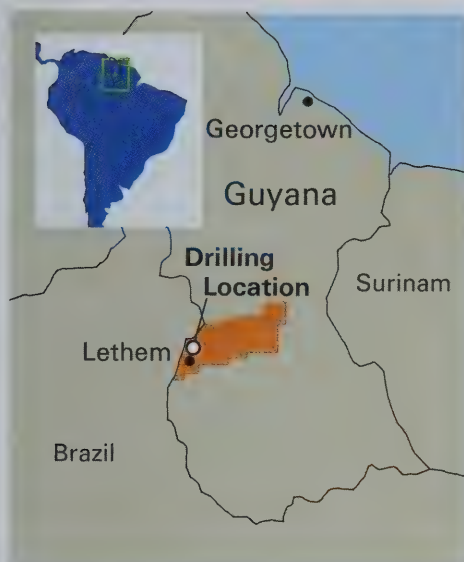 Georgetown
Guyana
Drilling
Location
Surinam
Lethem
Brazil